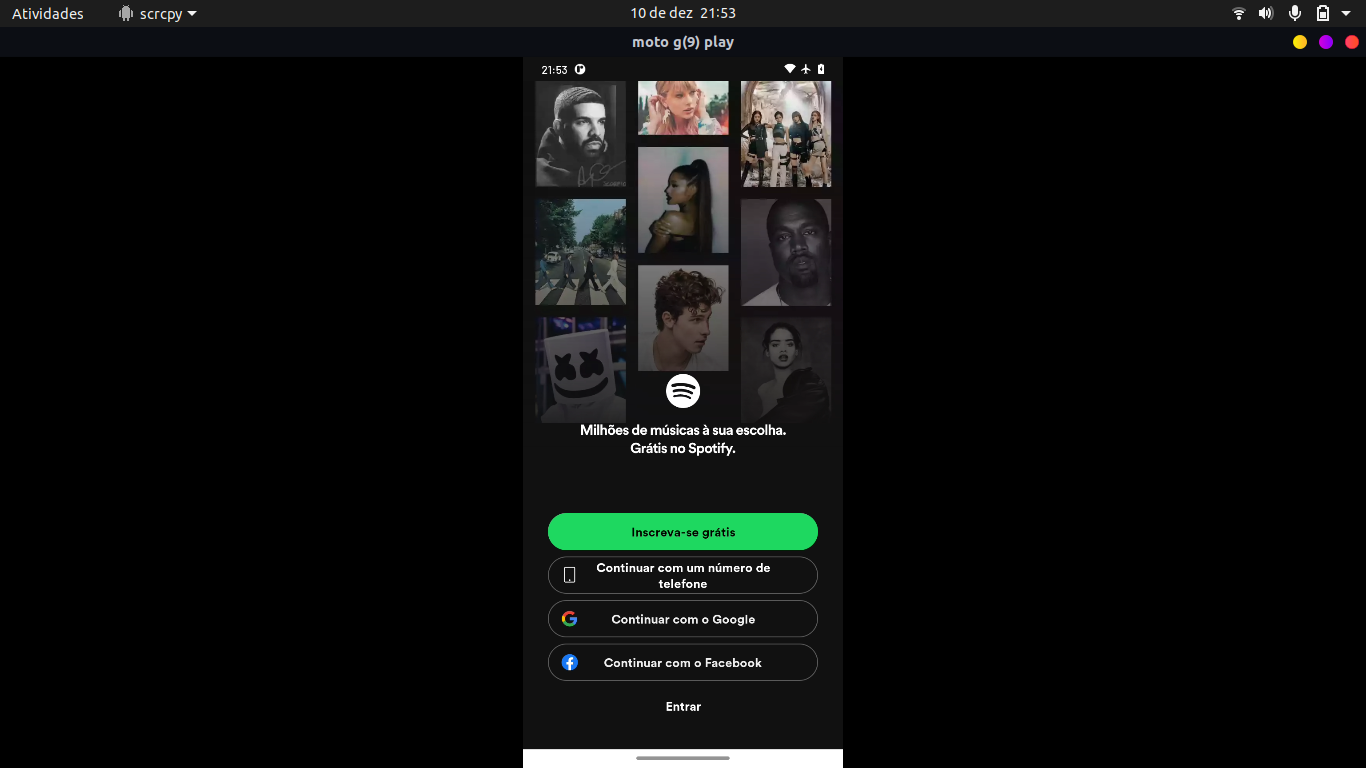 Atividades
scrcpy
10 de dez 21:53
moto g(9) play
21:53
Milhões de músicas à sua escolha.
Grátis no Spotify.
Inscreva-se grátis
Continuar com um número de
telefone
Continuar com o Google
Continuar com o Facebook
Entrar